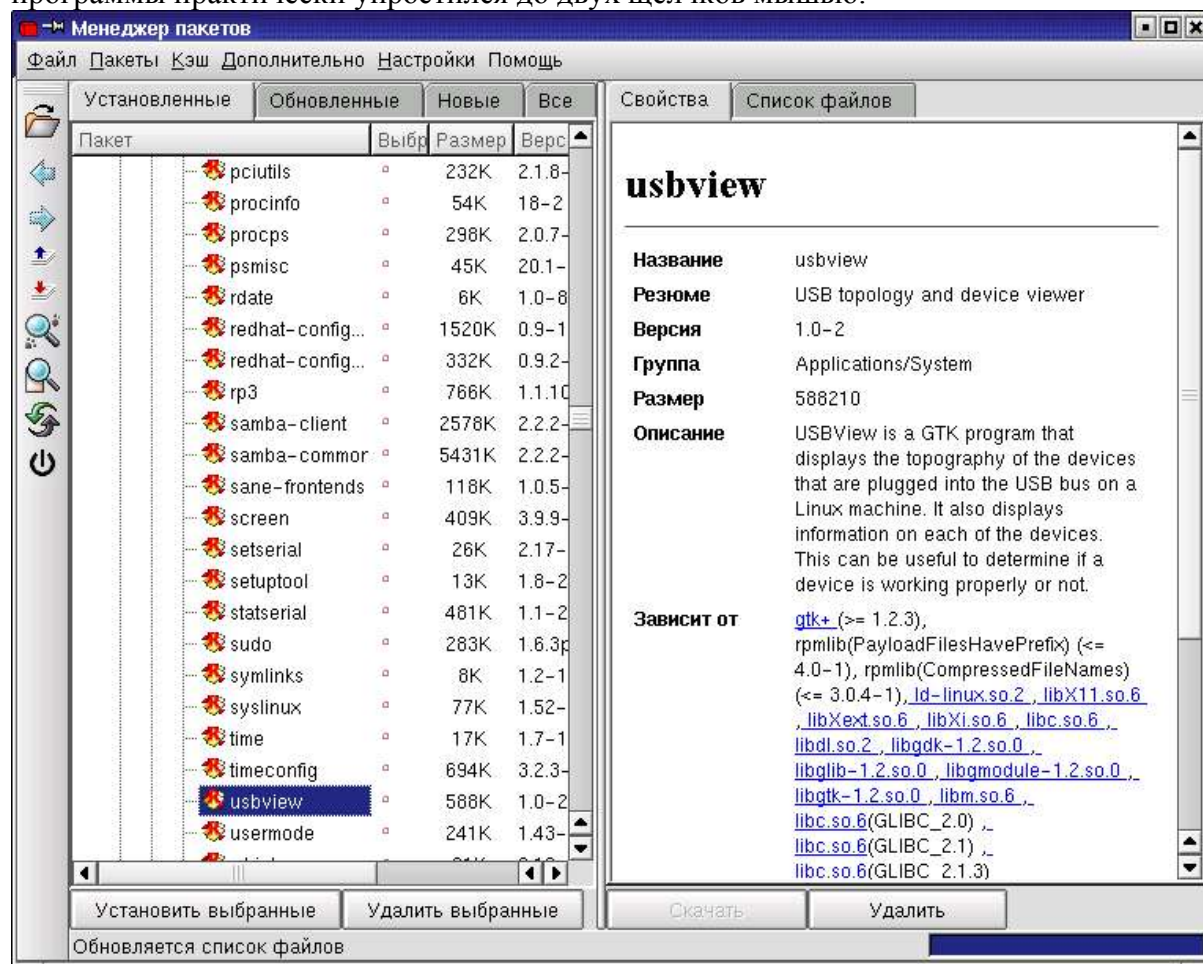 программы практически упростился до двух щелчков мышью.
Менеджер пакетов
Файл Пакеты Кэш Дополнительно Настройки Помощь
Установленные Обновленные Новые Все
Свойства Список файлов
Пакет Выбр Размер Верс
pciutils 232K 2.1.8-
procinfo 54K 18-2
procps 298K 2.0.7-
psmisc 45K 20.1-
rdate 6K 1.0-8
redhat-config... 1520K 0.9-1
redhat-config... 332K 0.9.2-
rp3 766K 1.1.10
samba-client 2578K 2.2.2-
samba-common 5431K 2.2.2-
sane-frontends 118K 1.0.5-
screen 409K 3.9.9-
setserial 26K 2.17-
setuptool 13K 1.8-2
statserial 481K 1.1-2
sudo 283K 1.6.3p
symlinks 8K 1.2-1
syslinux 77K 1.52-
time 17K 1.7-1
timeconfig 694K 3.2.3-
usbview 588K 1.0-2
usermode 241K 1.43-
usbview
Название usbview
Резюме USB topology and device viewer
Версия 1.0-2
Группа Applications/System
Размер 588210
Описание USBView is a GTK program that
displays the topography of the devices
that are plugged into the USB bus on a
Linux machine. It also displays
information on each of the devices.
This can be useful to determine if a
device is working properly or not.
Зависит от gtk+ (>= 1.2.3),
rpmlib(PayloadFilesHavePrefix) (<=
4.0-1), rpmlib(CompressedFileNames)
(<= 3.0.4-1), ld-linux.so.2 , libX11.so.6
, libXext.so.6 , libXi.so.6 , libc.so.6 ,
libdl.so.2 , libgdk-1.2.so.0 ,
libglib-1.2.so.0 , libgmodule-1.2.so.0 ,
libgtk-1.2.so.0 , libm.so.6 ,
libc.so.6(GLIBC_2.0) ,
libc.so.6(GLIBC_2.1) ,
libc.so.6(GLIBC_2.1.3)
Установить выбранные Удалить выбранные
Скачать Удалить
Обновляется список файлов